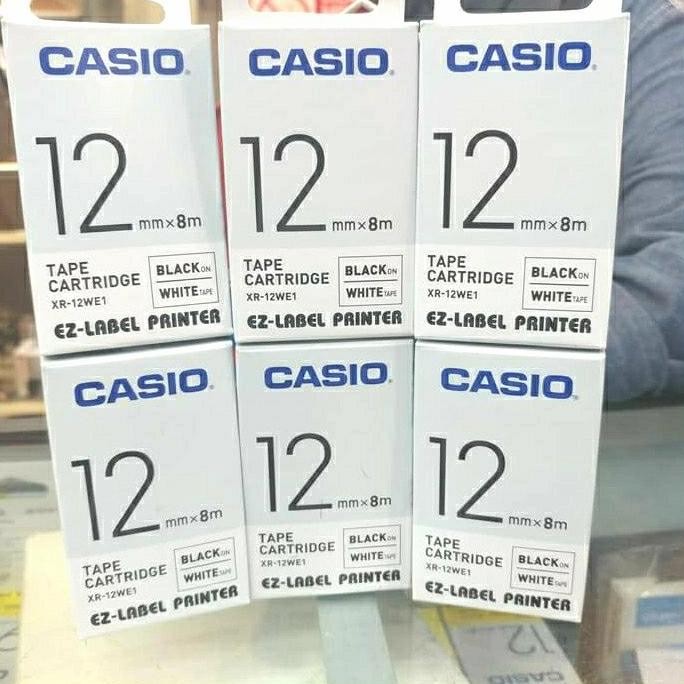 CASIO
12 mm×8m
TAPE
CARTRIDGE
XR-12WE1
BLACK ON
WHITE TAPE
EZ-LABEL PRINTER
CASIO
12 mm×8m
TAPE
CARTRIDGE
XR-12WE1
BLACK ON
WHITE TAPE
EZ-LABEL PRINTER
CASIO
12 mm×8m
TAPE
CARTRIDGE
XR-12WE1
BLACK ON
WHITE TAPE
EZ-LABEL PRINTER
CASIO
12 mm×8m
TAPE
CARTRIDGE
XR-12WE1
BLACK ON
WHITE TAPE
EZ-LABEL PRINTER
CASIO
12 mm×8m
TAPE
CARTRIDGE
XR-12WE1
BLACK ON
WHITE TAPE
EZ-LABEL PRINTER
CASIO
12 mm×8m
TAPE
CARTRIDGE
XR-12WE1
BLACK ON
WHITE TAPE
EZ-LABEL PRINTER
12
CASIO